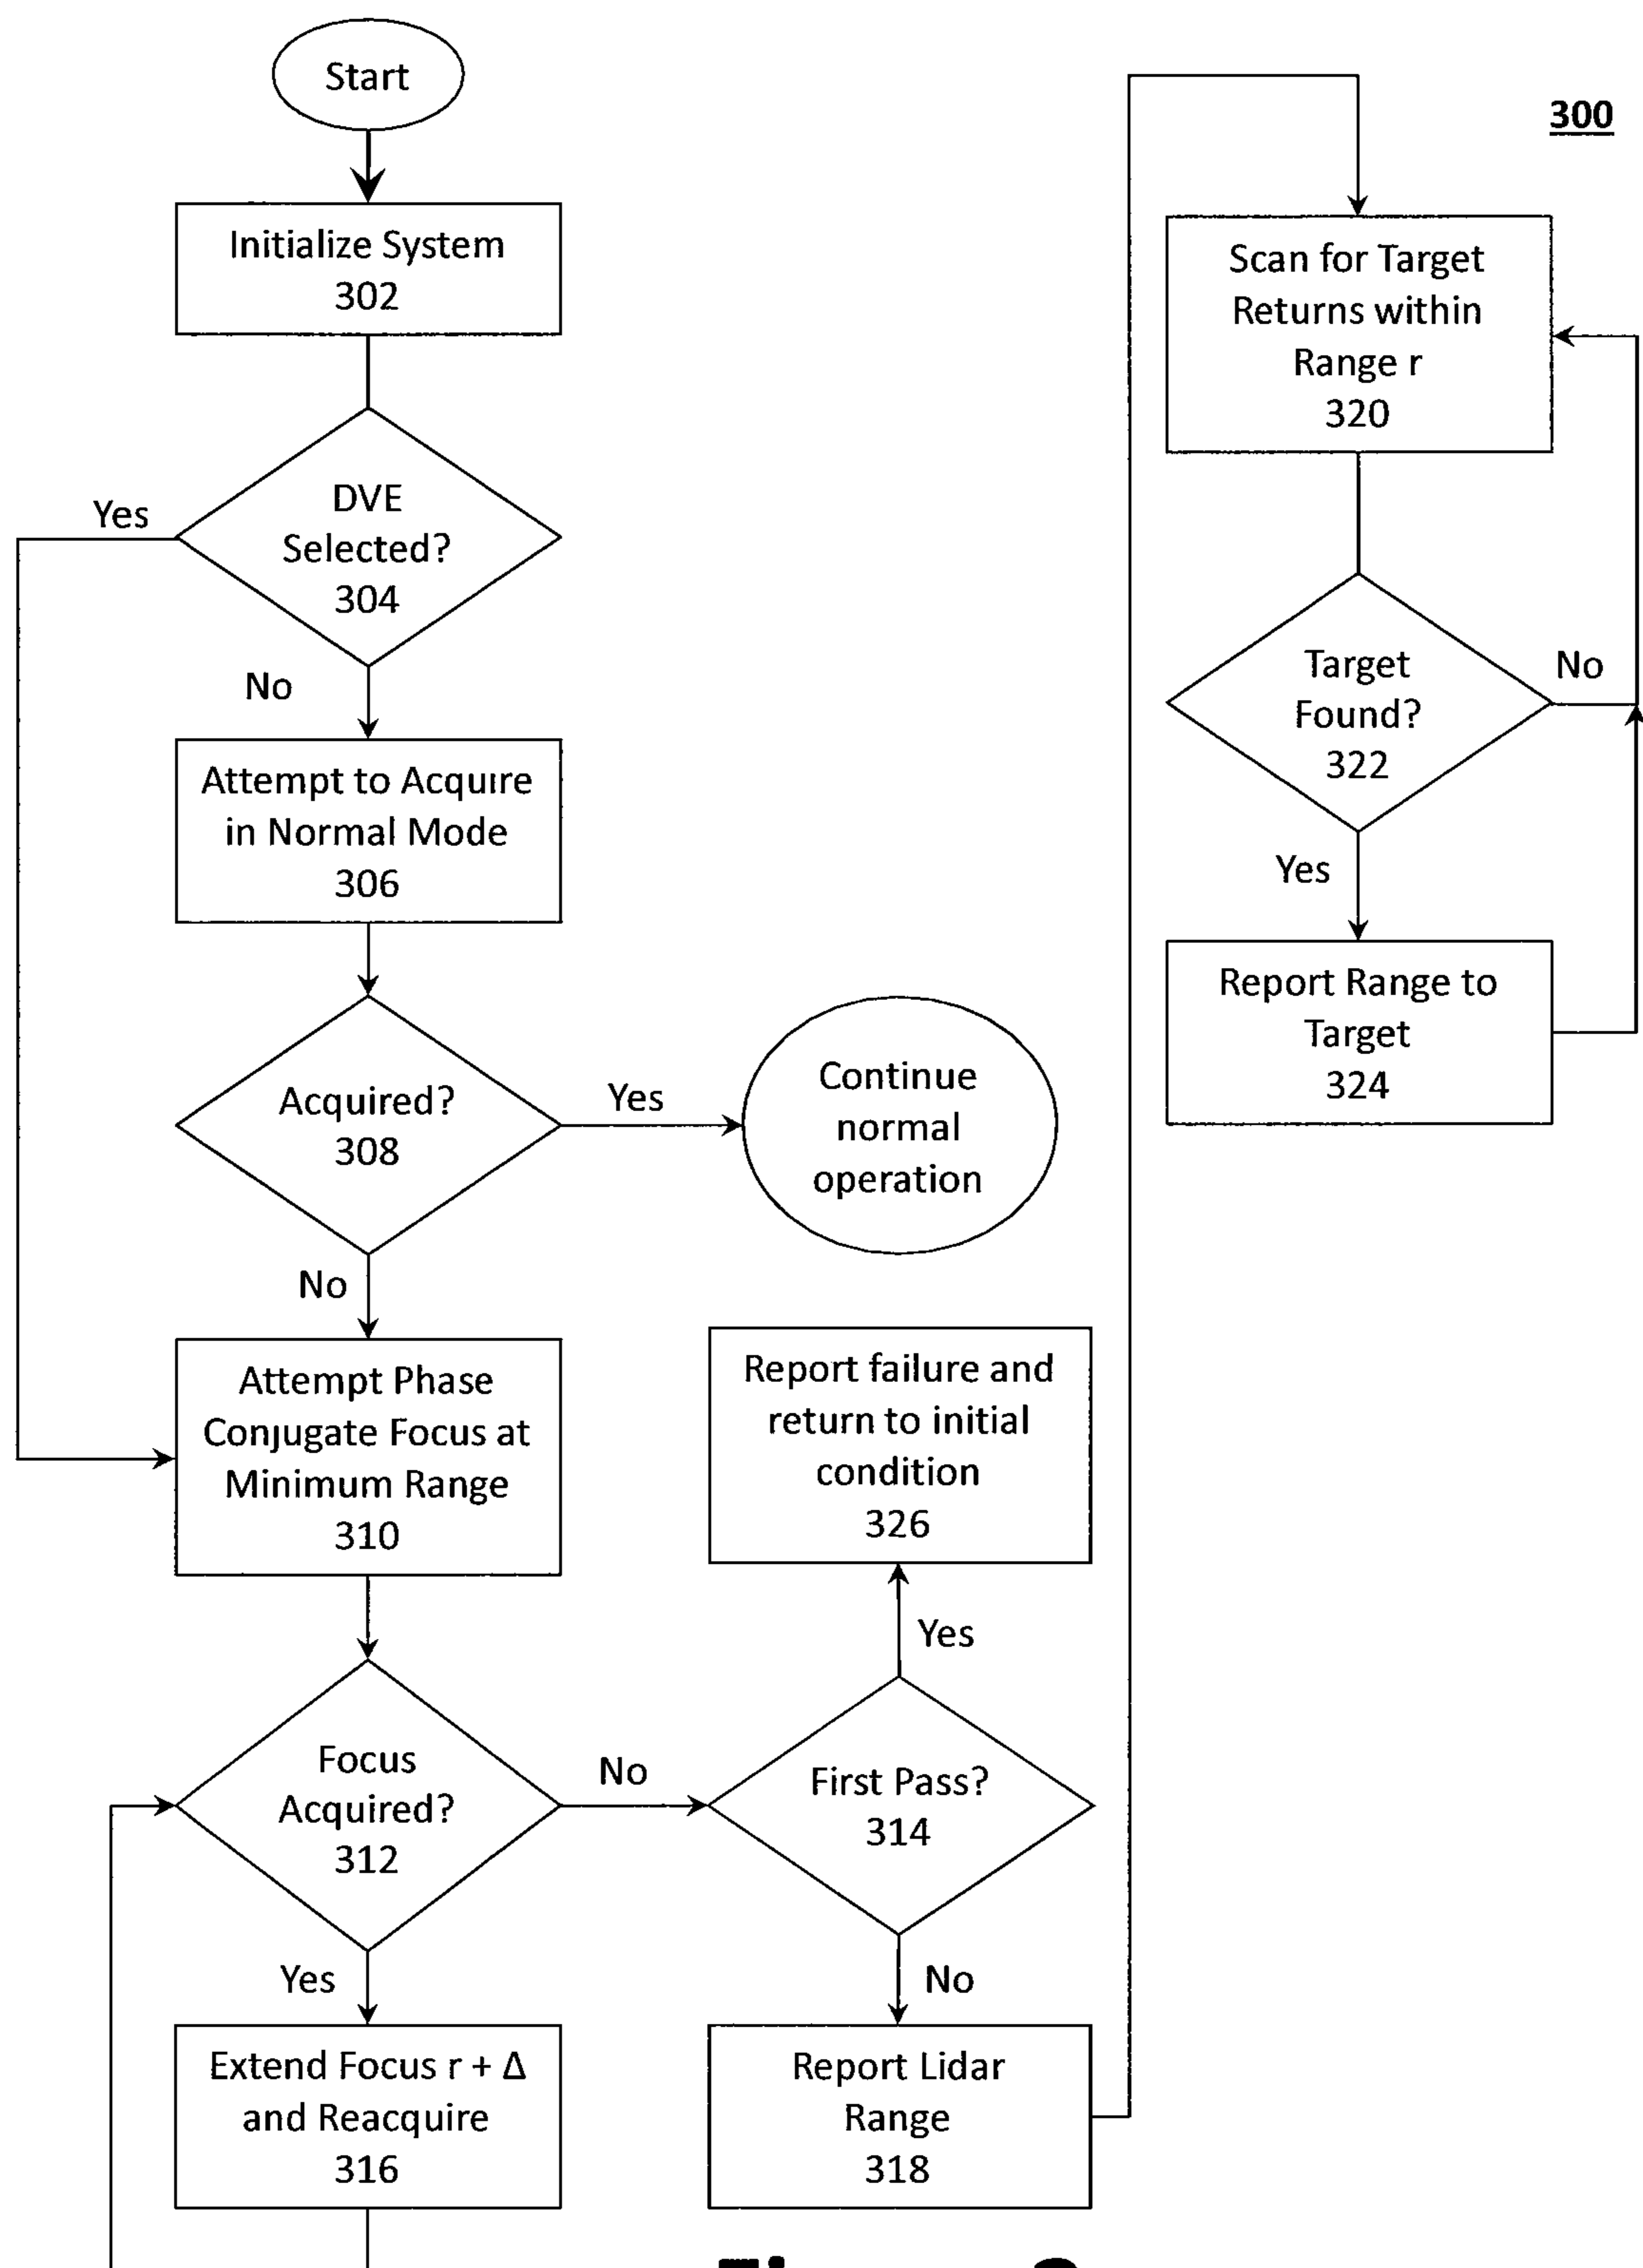 Start
300
Initialize System
302
DVE
Selected?
304
Yes
No
Attempt to Acquire
in Normal Mode
306
Acquired?
308
Yes
Continue
normal
operation
No
Attempt Phase
Conjugate Focus at
Minimum Range
310
Focus
Acquired?
312
No
First Pass?
314
Yes
Report failure and
return to initial
condition
326
Yes
Extend Focus r + Δ
and Reacquire
316
No
Report Lidar
Range
318
Scan for Target
Returns within
Range r
320
Target
Found?
322
No
Yes
Report Range to
Target
324